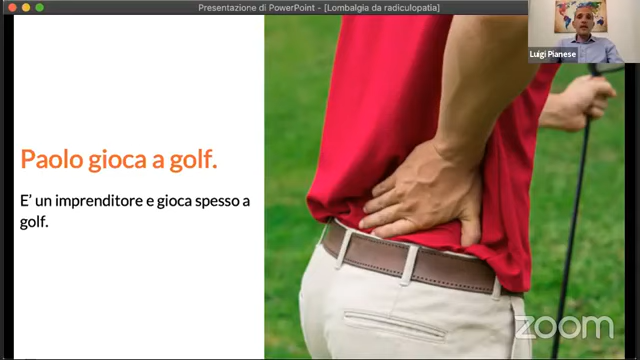 Presentazione di PowerPoint - [Lombalgia da radiculopatia]
Luigi Pianese
Paolo gioca a golf.
E' un imprenditore e gioca spesso a
golf.
zoom